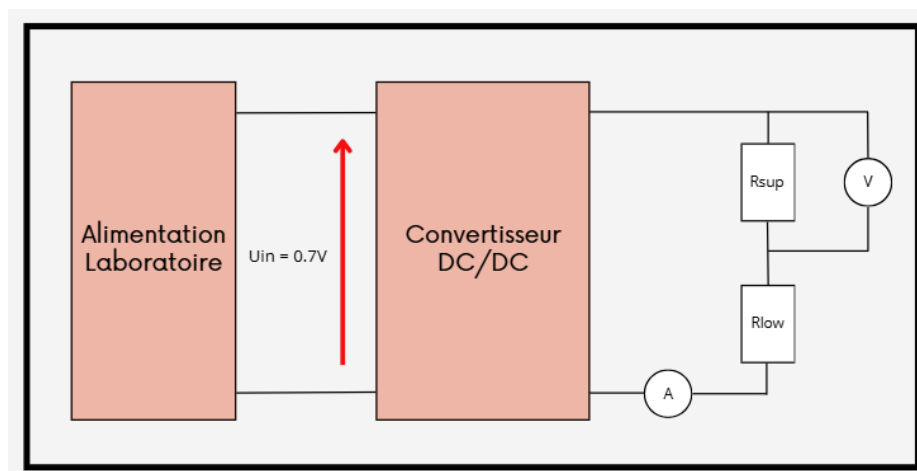 Alimentation
Laboratoire
Uin = 0.7V
Convertisseur
DC/DC
Rsup
V
Rlow
A